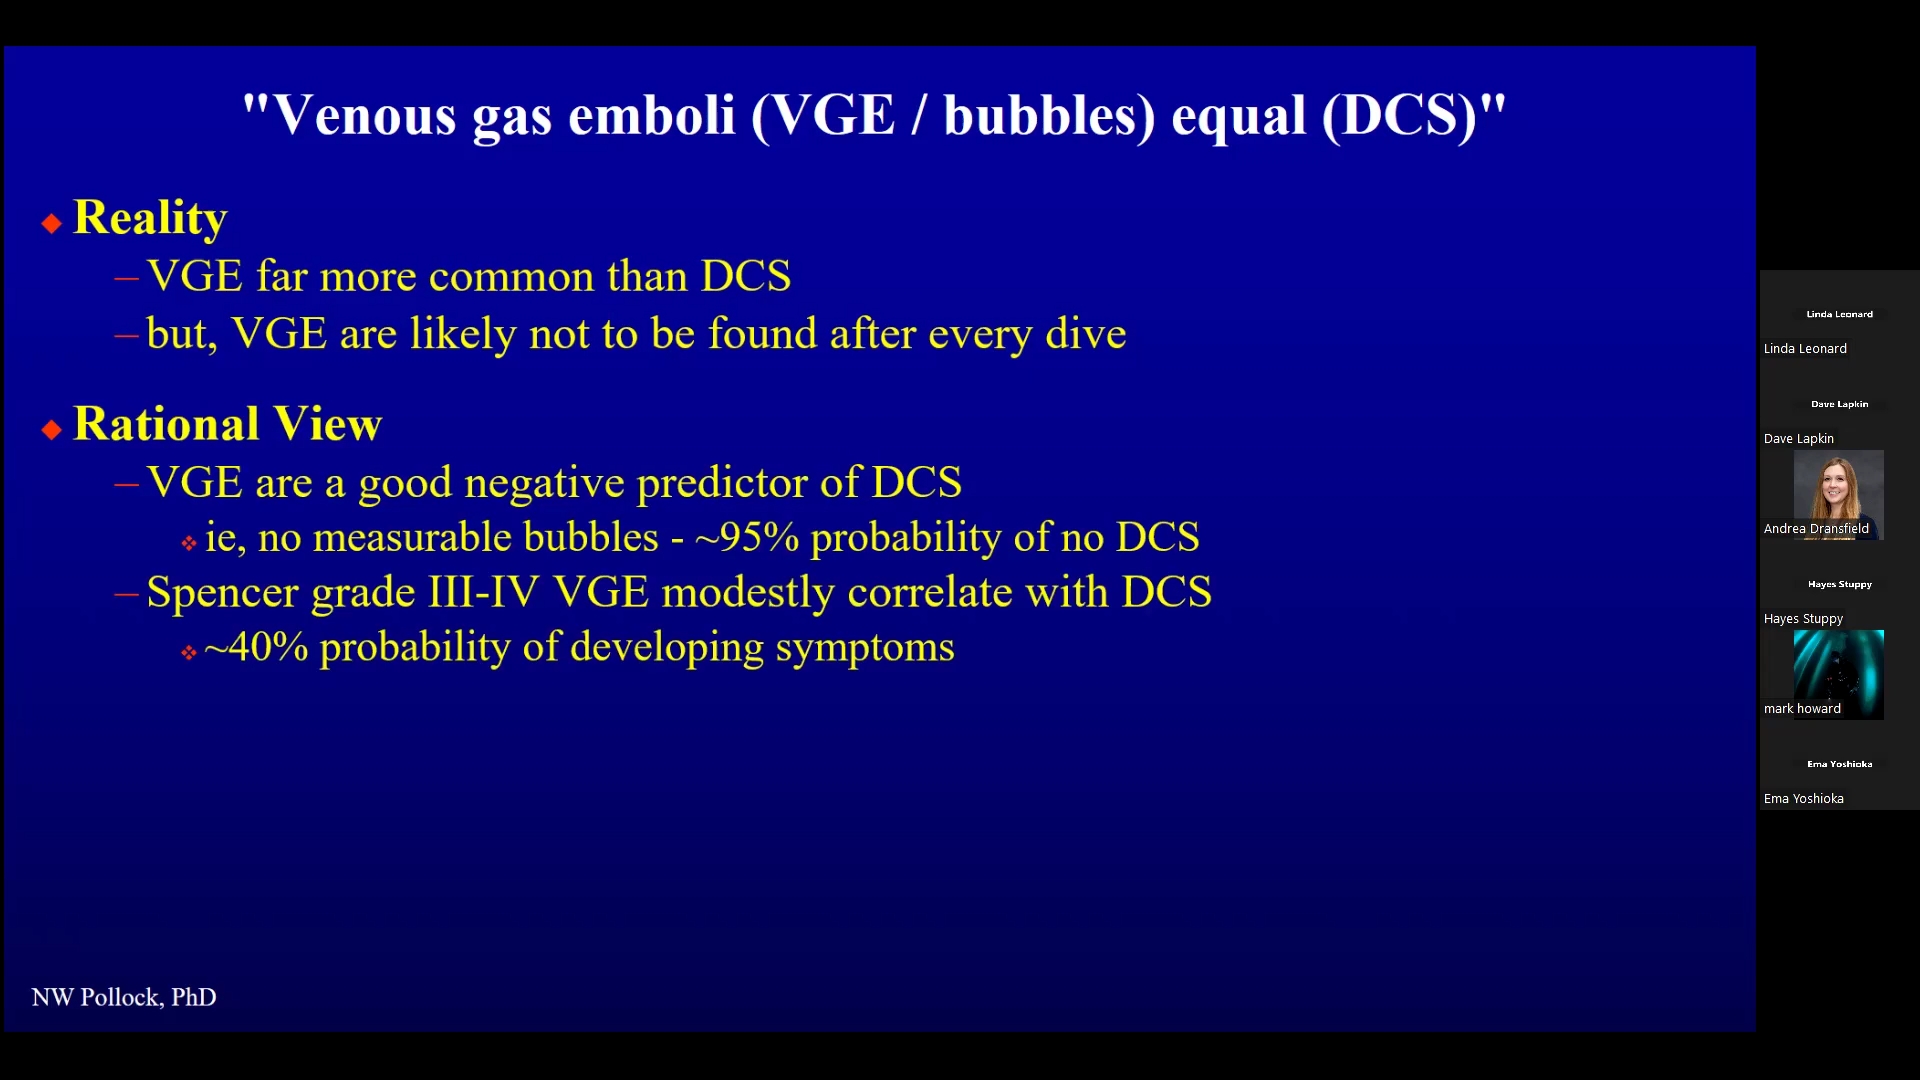 "Venous gas emboli (VGE / bubbles) equal (DCS)"
Reality
– VGE far more common than DCS
– but, VGE are likely not to be found after every dive
Rational View
– VGE are a good negative predictor of DCS
ie, no measurable bubbles - ~95% probability of no DCS
– Spencer grade III-IV VGE modestly correlate with DCS
~40% probability of developing symptoms
NW Pollock, PhD
Linda Leonard
Linda Leonard
Dave Lapkin
Dave Lapkin
Andrea Dransfield
Hayes Stuppy
Hayes Stuppy
mark howard
Ema Yoshioka
Ema Yoshioka